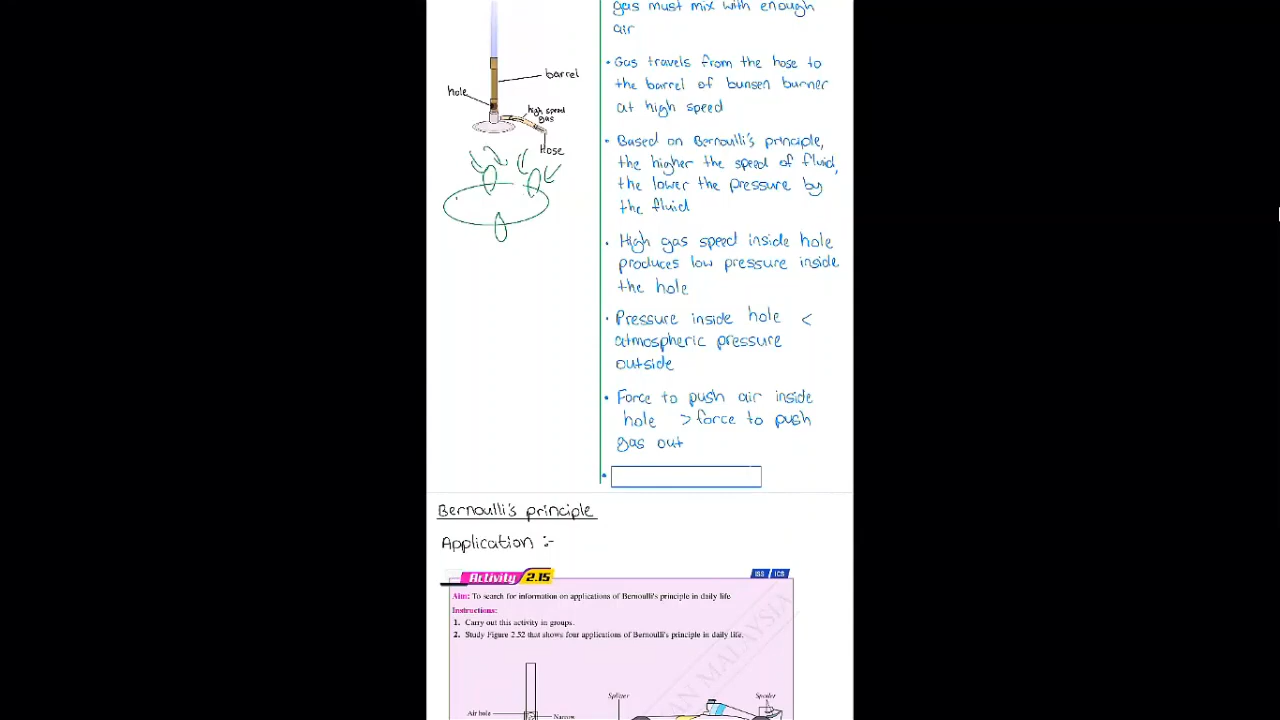 gas must mix with enough
air
• Gas travels from the hose to
the barrel of bunsen burner
at high speed
• Based on Bernoulli's principle,
the higher the speed of fluid,
the lower the pressure by
the fluid
• High gas speed inside hole
produces low pressure inside
the hole
• Pressure inside hole <
atmospheric pressure
outside
• Force to push air inside
hole > force to push
gas out
barrel
hole
high speed
gas
Hose
Bernoulli's principle
Application :-
Activity 2.15
Aim: To search for information on applications of Bernoulli's principle in daily life
Instructions:
1. Carry out this activity in groups.
2. Study Figure 2.52 that shows four applications of Bernoulli's principle in daily life.
Air hole
Narrow
Splitter
Spoiler
MALAYSIA